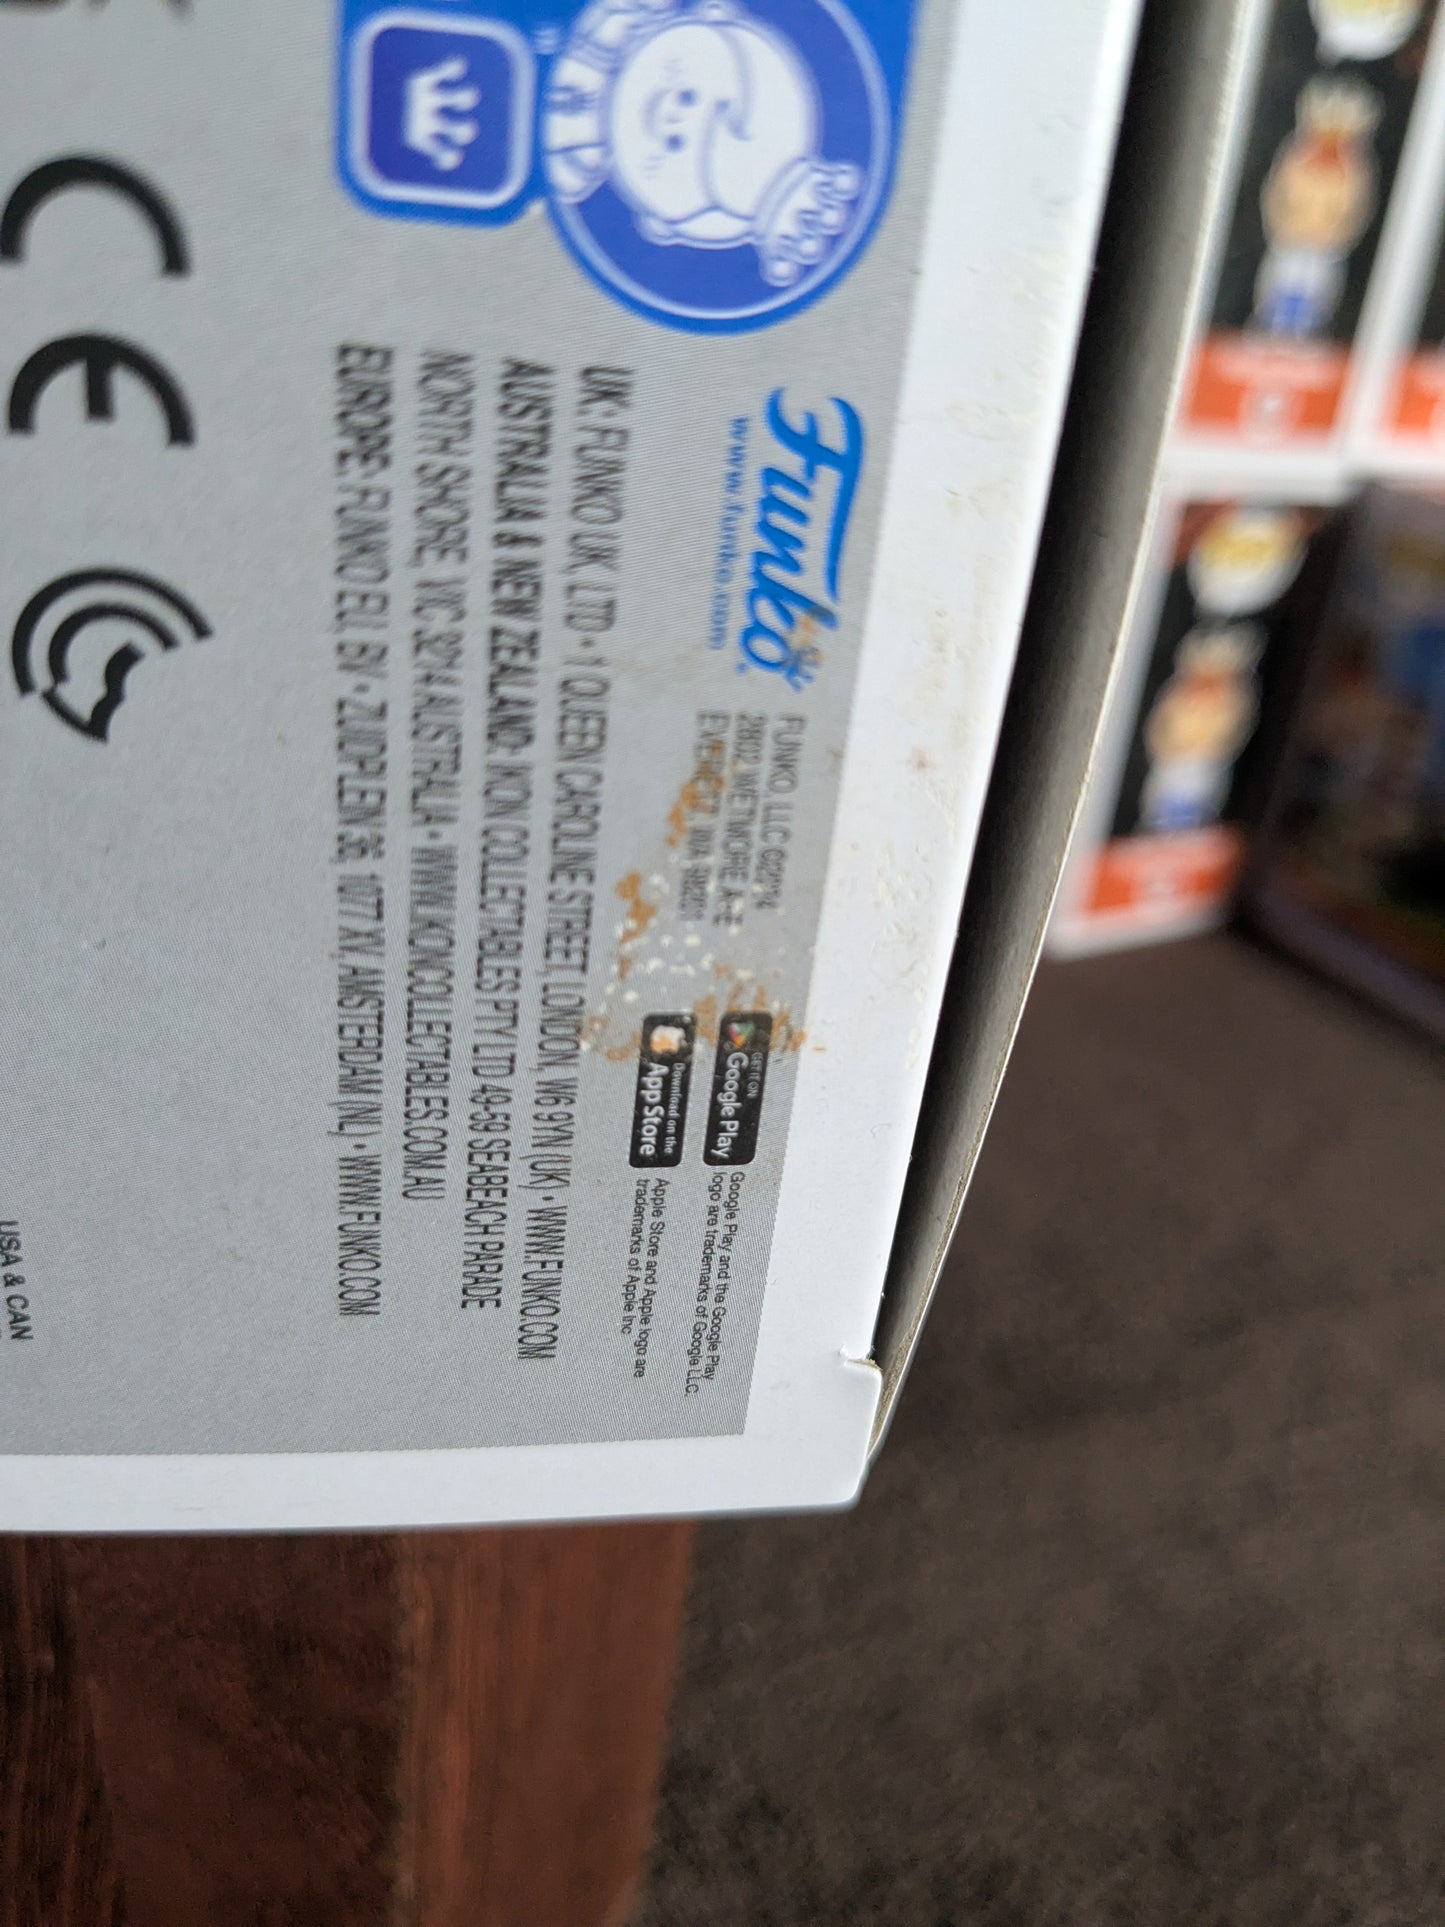 Funko
www.funko.com
FUNKO, LLC ©2014
2802 WETMORE AVE
EVERETT, WA 98201
GET IT ON
Google Play
Google Play and the Google Play
logo are trademarks of Google LLC.
Download on the
App Store
Apple Store and Apple logo are
trademarks of Apple Inc
UK: FUNKO UK, LTD • 1 QUEEN CAROLINE STREET, LONDON, W6 9YN (UK) • WWW.FUNKO.COM
AUSTRALIA & NEW ZEALAND: IKON COLLECTABLES PTY LTD 49-59 SEABEACH PARADE
NORTH SHORE, VIC, 3214 AUSTRALIA • WWW.IKONCOLLECTABLES.COM.AU
EUROPE: FUNKO EU, BV • ZUIDPLEIN 36, 1077 XV, AMSTERDAM (NL) • WWW.FUNKO.COM
CE
USA & CAN